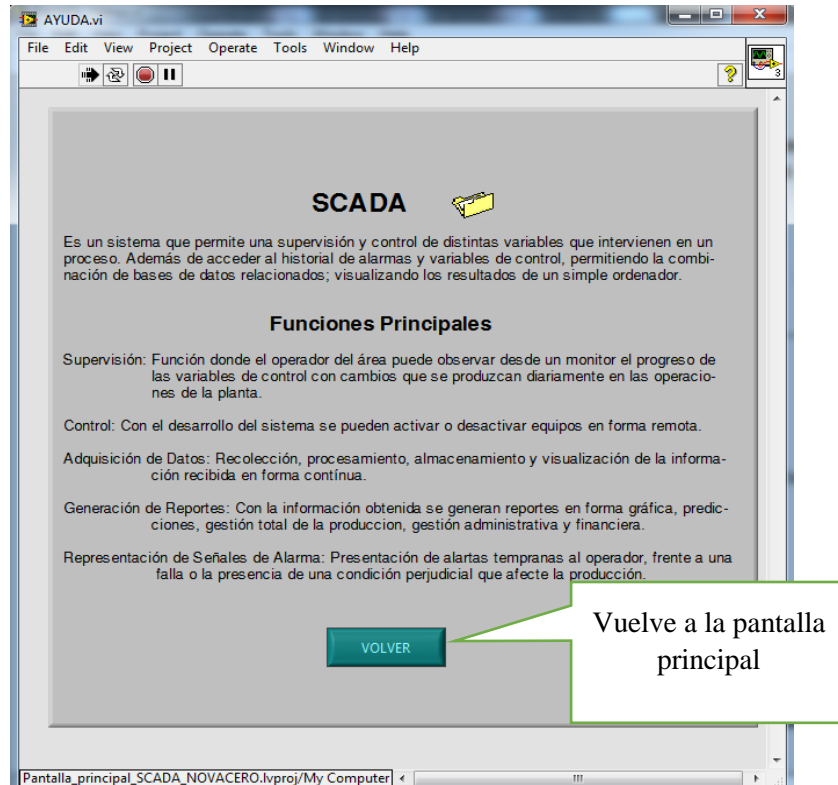 AYUDA.vi
File Edit View Project Operate Tools Window Help
3
SCADA
Es un sistema que permite una supervisión y control de distintas variables que intervienen en un
proceso. Además de acceder al historial de alarmas y variables de control, permitiendo la combi-
nación de bases de datos relacionados; visualizando los resultados de un simple ordenador.
Funciones Principales
Supervisión: Función donde el operador del área puede observar desde un monitor el progreso de
las variables de control con cambios que se produzcan diariamente en las operacio-
nes de la planta.
Control: Con el desarrollo del sistema se pueden activar o desactivar equipos en forma remota.
Adquisición de Datos: Recolección, procesamiento, almacenamiento y visualización de la informa-
ción recibida en forma contínua.
Generación de Reportes: Con la información obtenida se generan reportes en forma gráfica, predic-
ciones, gestión total de la produccion, gestión administrativa y financiera.
Representación de Señales de Alarma: Presentación de alartas tempranas al operador, frente a una
falla o la presencia de una condición perjudicial que afecte la producción.
VOLVER
Vuelve a la pantalla
principal
Pantalla_principal_SCADA_NOVACERO.lvproj/My Computer